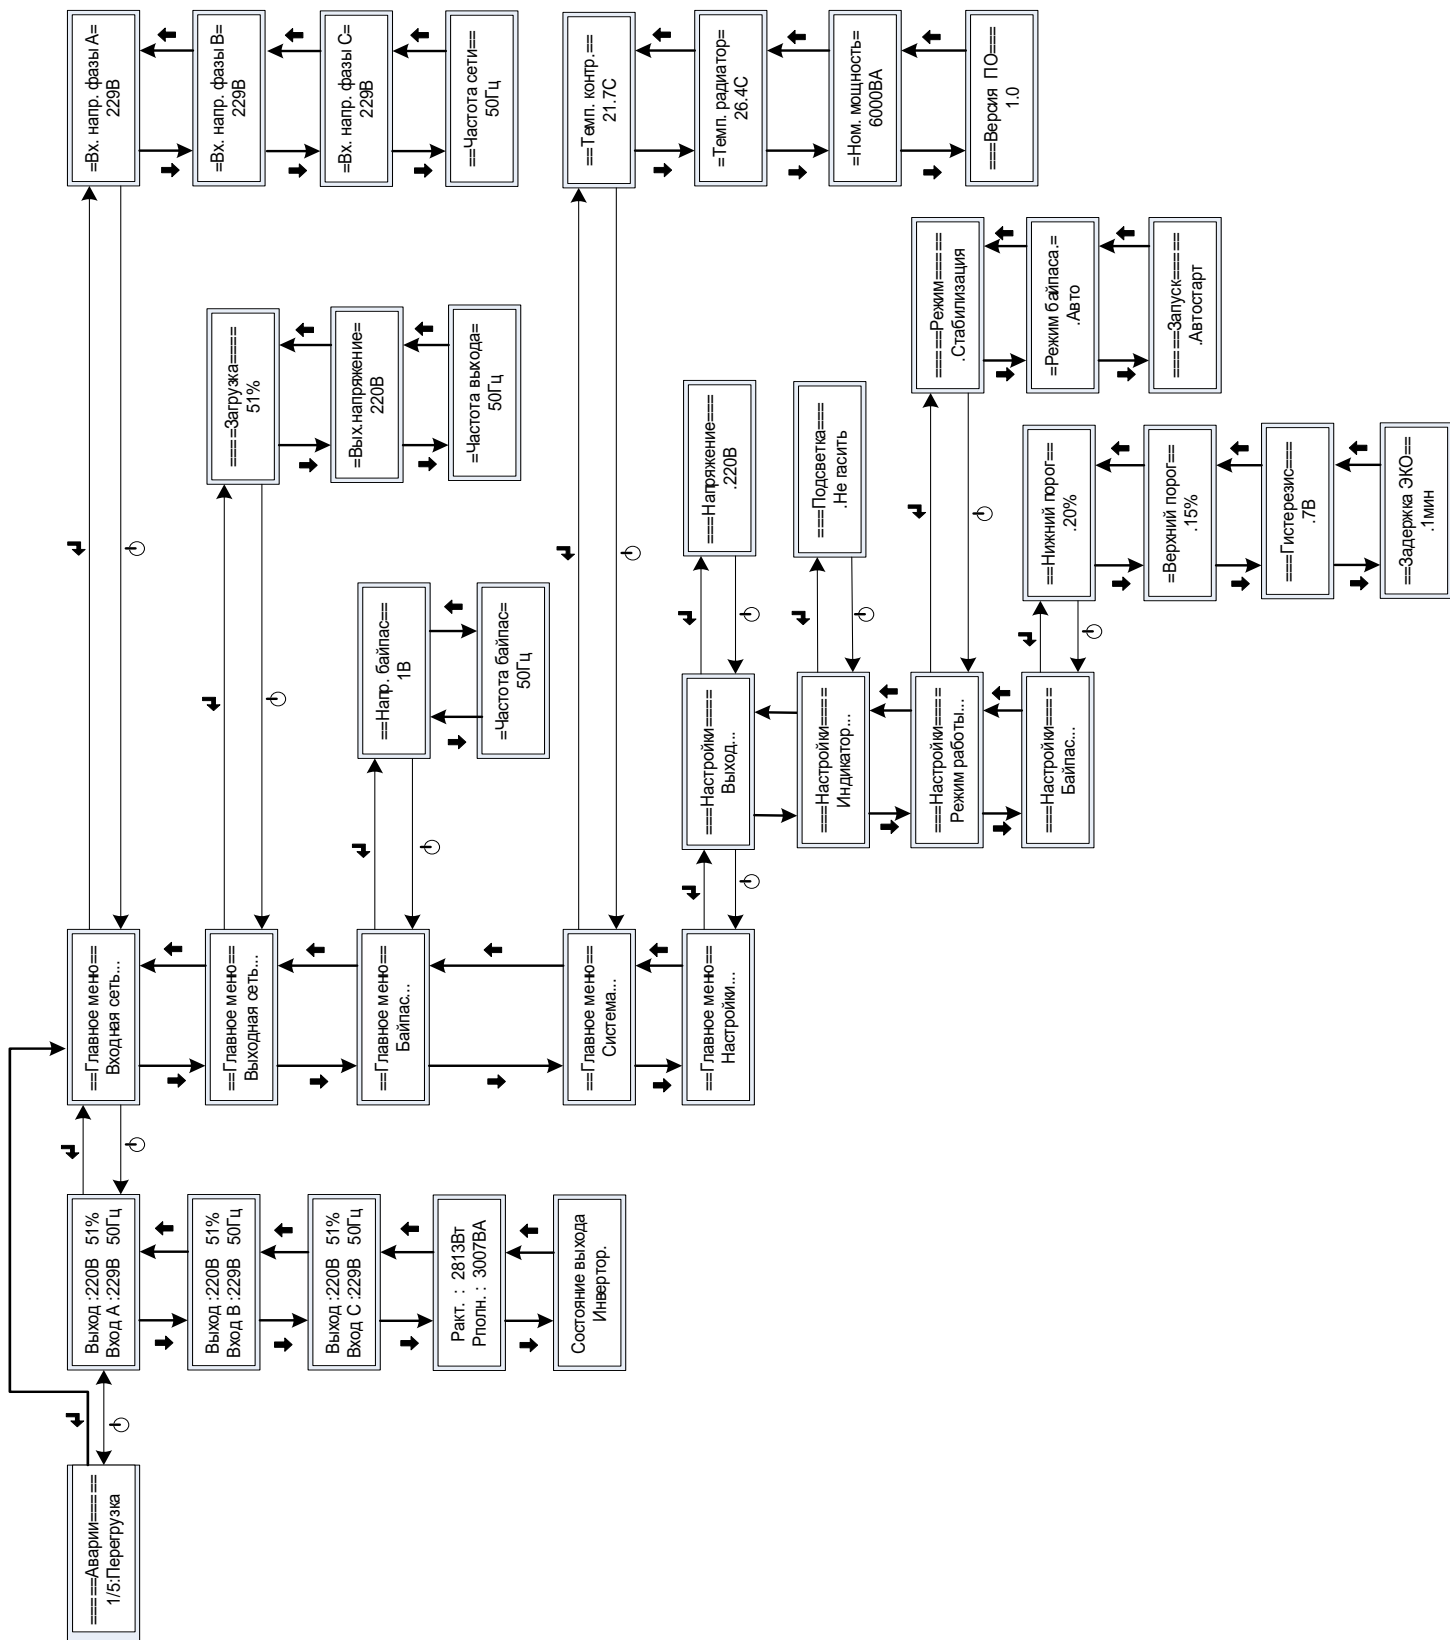 =====Аварии=====
1/5:Перегрузка
Выход :220В 51%
Вход А :229В 50Гц
Выход :220В 51%
Вход В :229В 50Гц
Выход :220В 51%
Вход С :229В 50Гц
Ракт. : 2813Вт
Рполн. : 3007ВА
Состояние выхода
Инвертор.
==Главное меню==
Входная сеть...
==Главное меню==
Выходная сеть...
==Главное меню==
Байпас...
==Главное меню==
Система...
==Главное меню==
Настройки...
====Настройки====
Выход...
====Настройки====
Индикатор...
====Настройки====
Режим работы...
====Настройки====
Байпас...
==Напр. байпас==
1В
=Частота байпас=
50Гц
====Загрузка====
51%
=Вых.напряжение=
220В
=Частота выхода=
50Гц
===Напряжение===
.220В
===Подсветка===
.Не гасить
==Нижний порог==
.20%
=Верхний порог==
.15%
===Гистерезис===
.7В
==Задержка ЭКО==
.1мин
=====Режим======
.Стабилизация
=Режим байпаса.=
.Авто
=====Запуск=====
.Автостарт
=Вх. напр. фазы А=
229В
=Вх. напр. фазы В=
229В
=Вх. напр. фазы С=
229В
==Частота сети==
50Гц
==Темп. контр.==
21.7С
=Темп. радиатор=
26.4С
=Ном. мощность=
6000ВА
===Версия ПО===
1.0